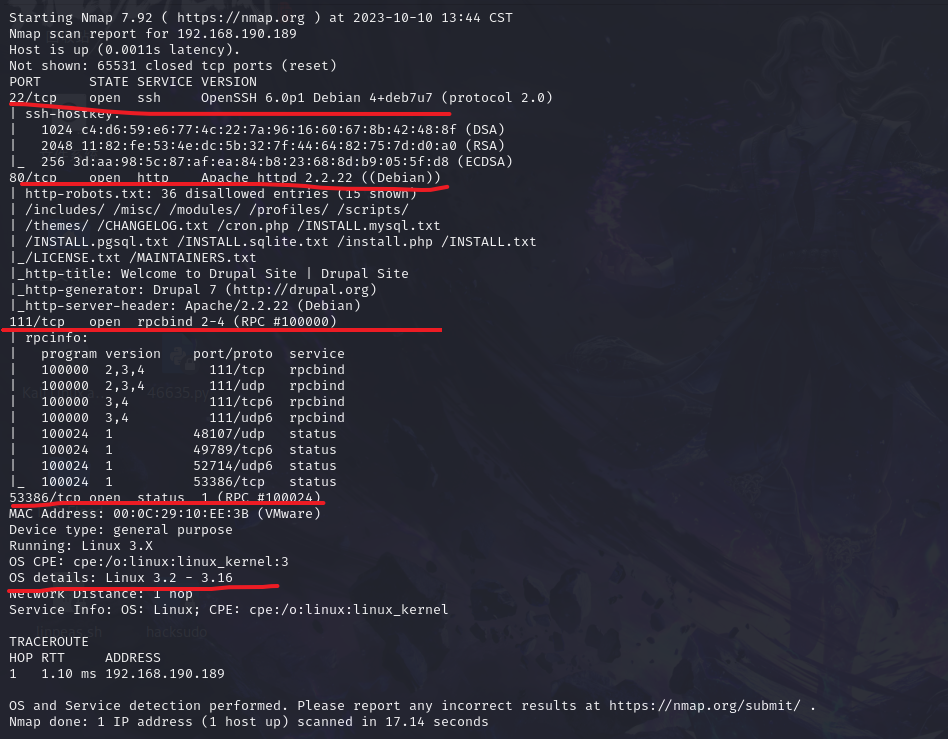 Starting Nmap 7.92 ( https://nmap.org ) at 2023-10-10 13:44 CST
Nmap scan report for 192.168.190.189
Host is up (0.0011s latency).
Not shown: 65531 closed tcp ports (reset)
PORT      STATE SERVICE VERSION
22/tcp    open  ssh     OpenSSH 6.0p1 Debian 4+deb7u7 (protocol 2.0)
| ssh-hostkey:
|   1024 c4:d6:59:e6:77:4c:22:7a:96:16:60:67:8b:42:48:8f (DSA)
|   2048 11:82:fe:53:4e:dc:5b:32:7f:44:64:82:75:7d:d0:a0 (RSA)
|_  256 3d:aa:98:5c:87:af:ea:84:b8:23:68:8d:b9:05:5f:d8 (ECDSA)
80/tcp    open  http    Apache httpd 2.2.22 ((Debian))
| http-robots.txt: 36 disallowed entries (15 shown)
| /includes/ /misc/ /modules/ /profiles/ /scripts/
| /themes/ /CHANGELOG.txt /cron.php /INSTALL.mysql.txt
| /INSTALL.pgsql.txt /INSTALL.sqlite.txt /install.php /INSTALL.txt
|_/LICENSE.txt /MAINTAINERS.txt
|_http-title: Welcome to Drupal Site | Drupal Site
|_http-generator: Drupal 7 (http://drupal.org)
|_http-server-header: Apache/2.2.22 (Debian)
111/tcp   open  rpcbind 2-4 (RPC #100000)
| rpcinfo:
|   program version     port/proto  service
|   100000  2,3,4        111/tcp   rpcbind
|   100000  2,3,4        111/udp   rpcbind
|   100000  3,4          111/tcp6  rpcbind
|   100000  3,4          111/udp6  rpcbind
|   100024  1          48107/udp   status
|   100024  1          49789/tcp6  status
|   100024  1          52714/udp6  status
|_  100024  1          53386/tcp   status
53386/tcp open  status  1 (RPC #100024)
MAC Address: 00:0C:29:10:EE:3B (VMware)
Device type: general purpose
Running: Linux 3.X
OS CPE: cpe:/o:linux:linux_kernel:3
OS details: Linux 3.2 - 3.16
Network Distance: 1 hop
Service Info: OS: Linux; CPE: cpe:/o:linux:linux_kernel
hacksudo
TRACEROUTE
HOP RTT     ADDRESS
1   1.10 ms 192.168.190.189
OS and Service detection performed. Please report any incorrect results at https://nmap.org/submit/ .
Nmap done: 1 IP address (1 host up) scanned in 17.14 seconds